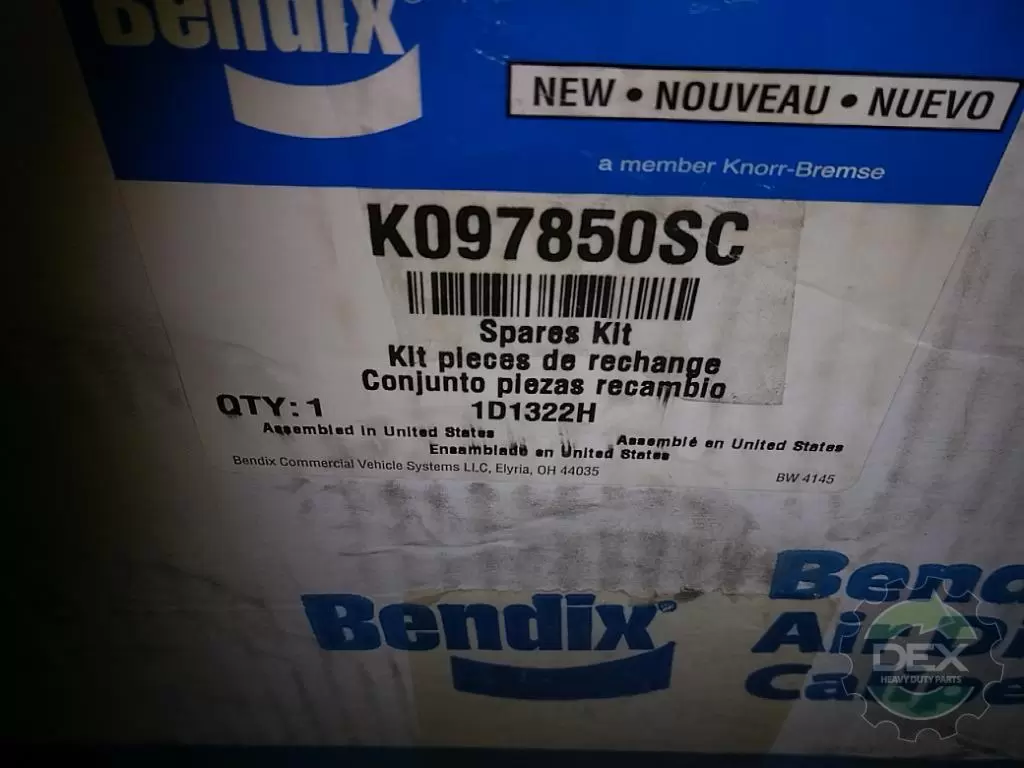 Bendix
NEW • NOUVEAU • NUEVO
a member Knorr-Bremse
K097850SC
Spares Kit
Kit pieces de rechange
Conjunto piezas recambio
QTY: 1
1D1322H
Assembled in United States
Assemblé en United States
Ensamblade en United States
Bendix Commercial Vehicle Systems LLC, Elyria, OH 44035
BW 4145
Bendix®
DEX
HEAVY DUTY PARTS